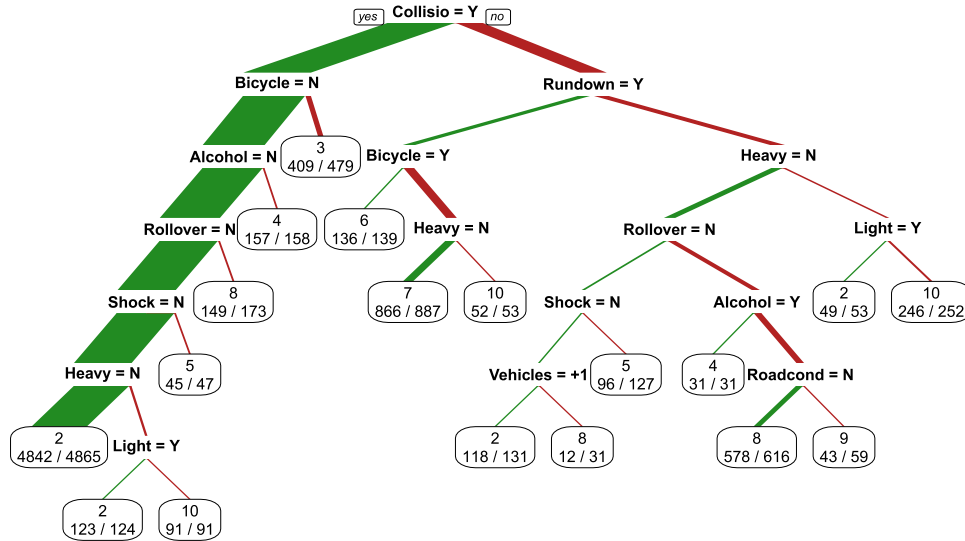 Collisio = Y
yes
no
Bicycle = N
Rundown = Y
3
409 / 479
Alcohol = N
Bicycle = Y
Heavy = N
4
157 / 158
6
136 / 139
Rollover = N
Heavy = N
Rollover = N
Light = Y
8
149 / 173
7
866 / 887
10
52 / 53
2
49 / 53
10
246 / 252
Shock = N
Shock = N
Alcohol = Y
5
45 / 47
5
96 / 127
4
31 / 31
Heavy = N
Vehicles = +1
Roadcond = N
2
4842 / 4865
Light = Y
2
118 / 131
8
12 / 31
8
578 / 616
9
43 / 59
2
123 / 124
10
91 / 91